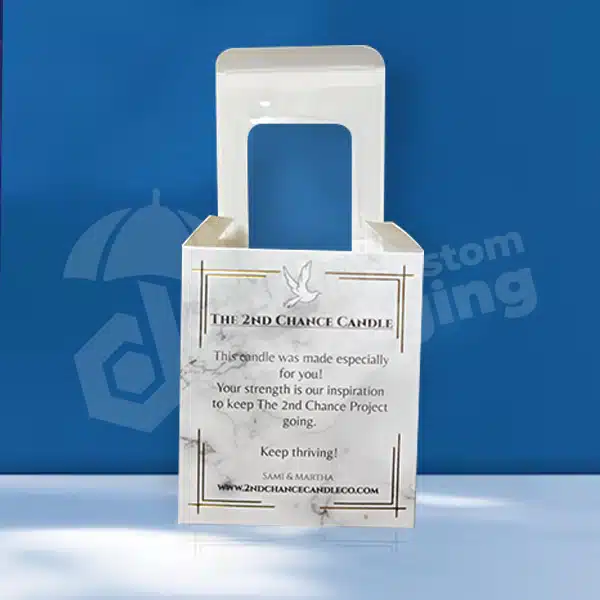 The 2nd Chance Candle
This candle was made especially
for you!
Your strength is our inspiration
to keep The 2nd Chance Project
going.
Keep thriving!
Sami & Martha
www.2ndchancecandleco.com